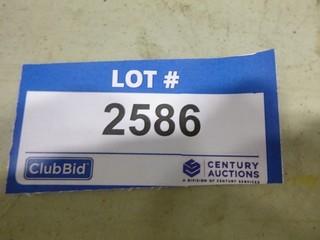 LOT #
2586
ClubBid
CENTURY
AUCTIONS
A DIVISION OF CENTURY SERVICES